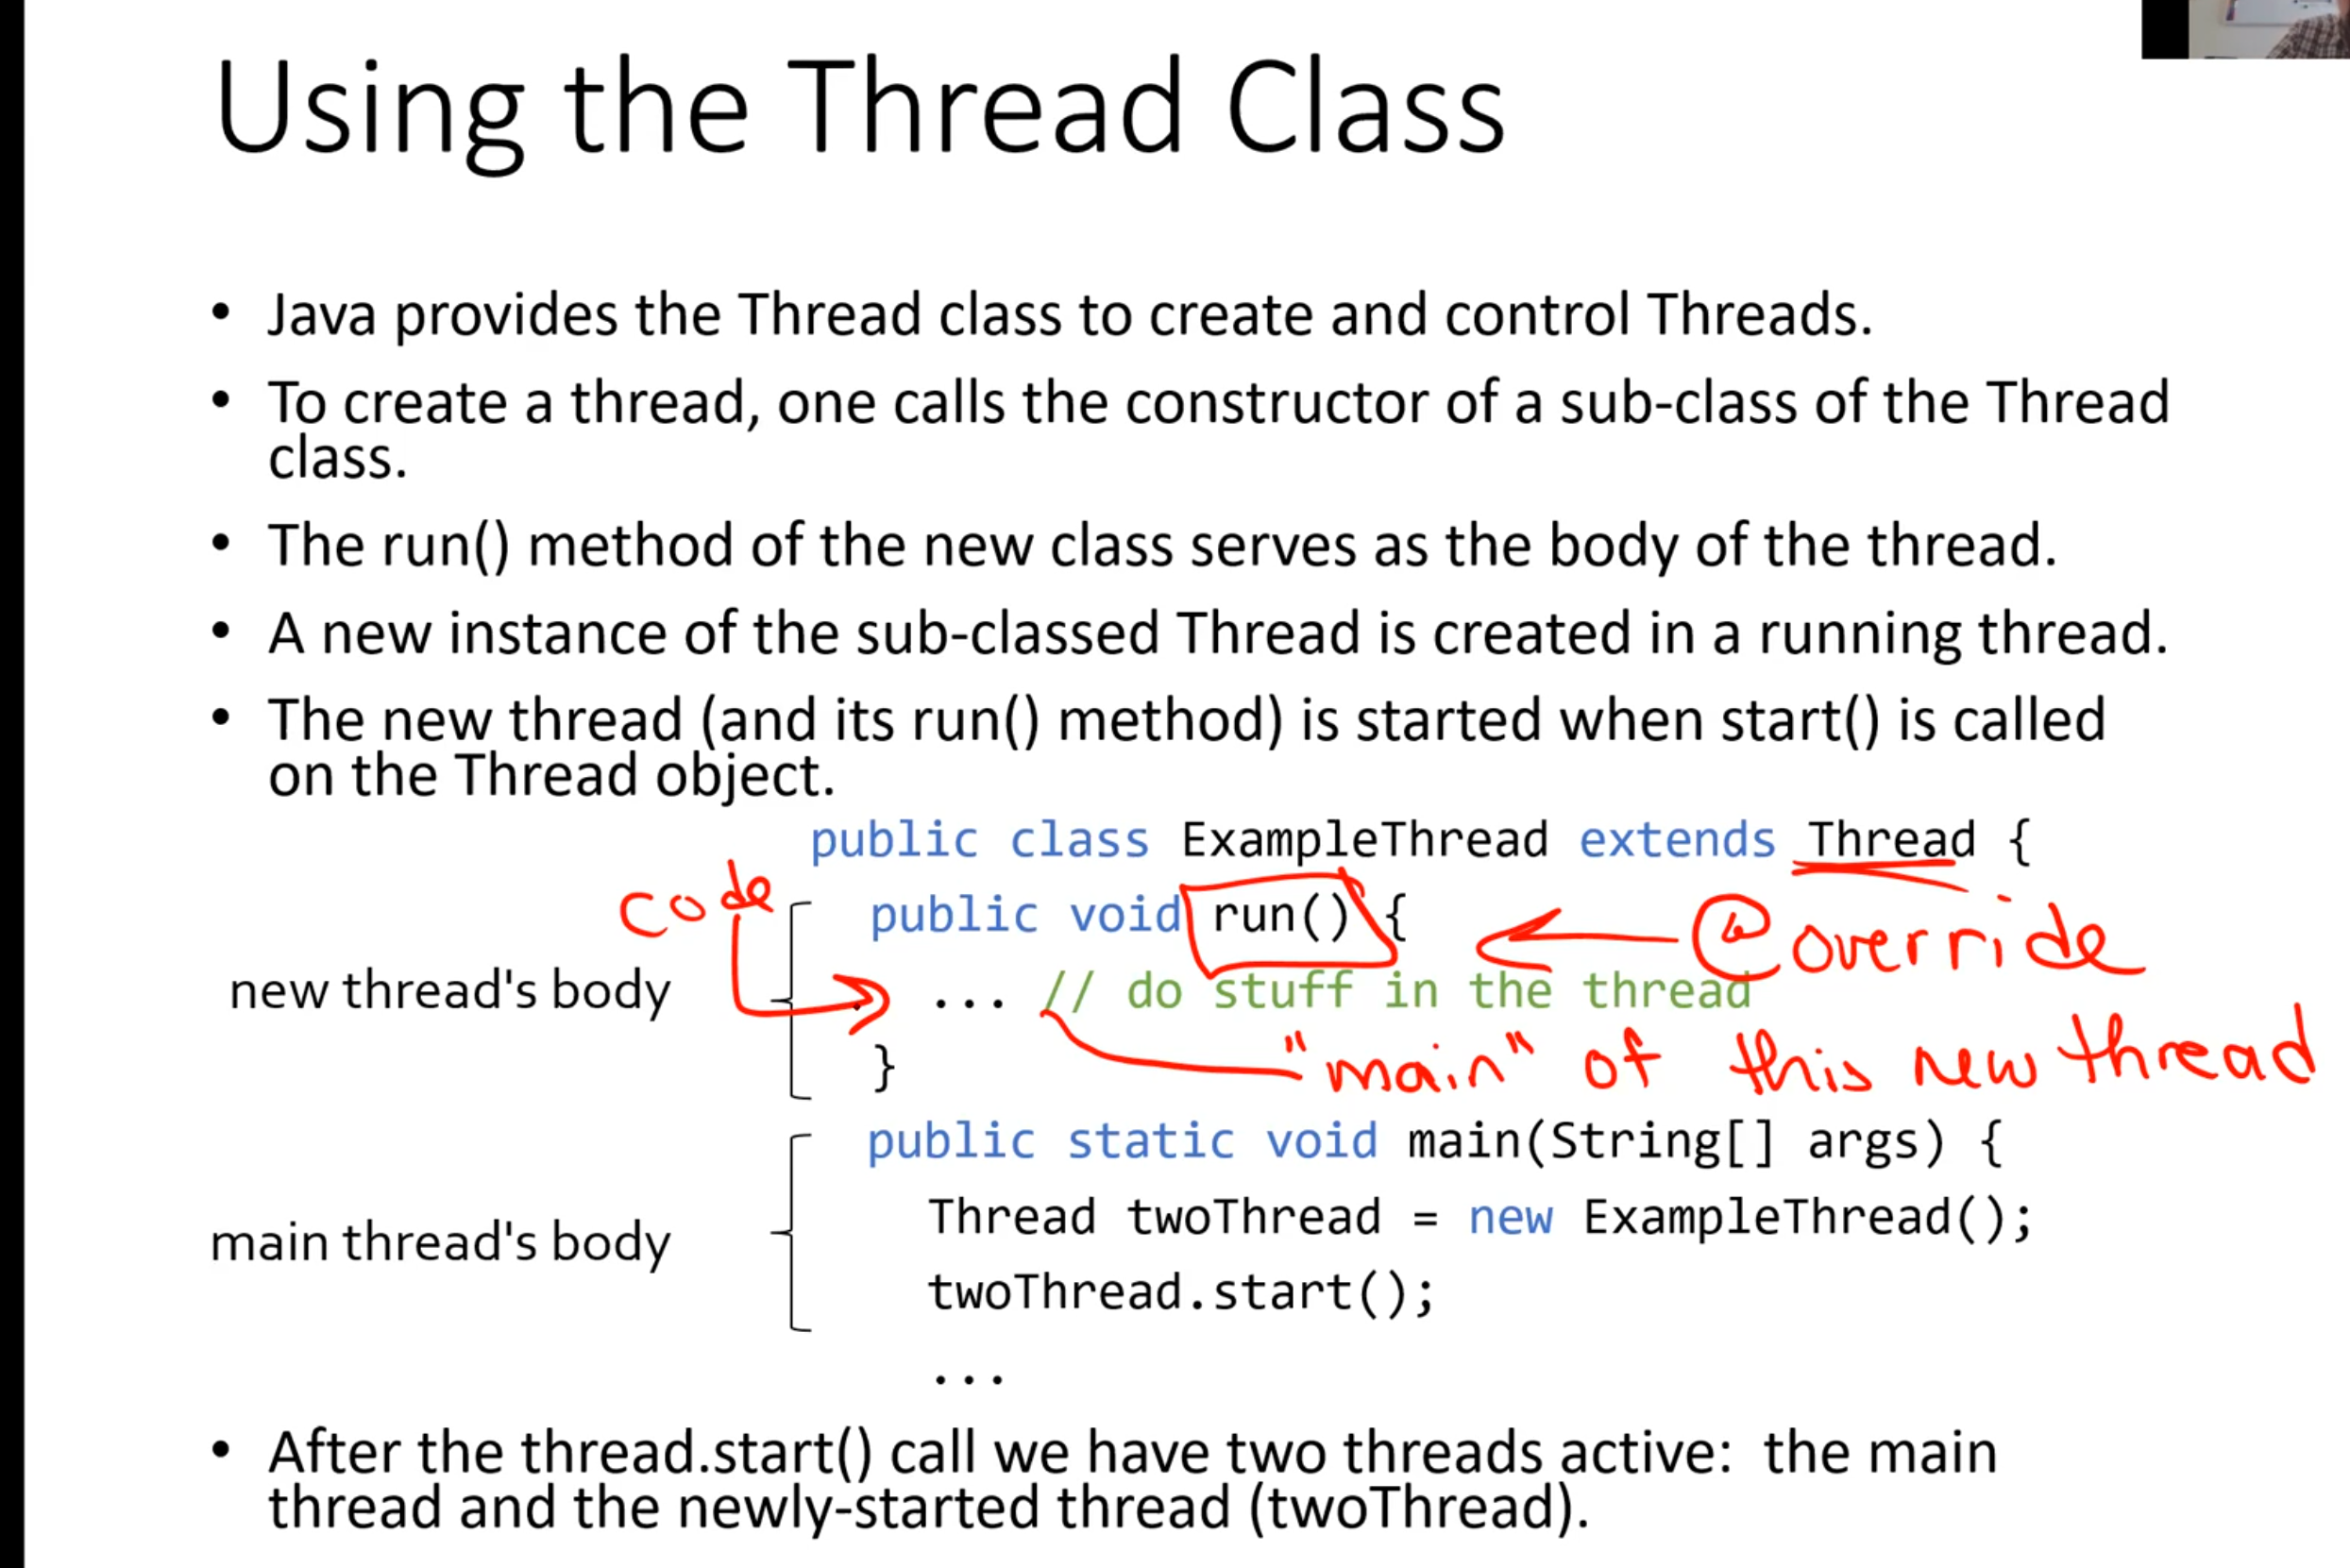 Using the Thread Class
• Java provides the Thread class to create and control Threads.
• To create a thread, one calls the constructor of a sub-class of the Thread
class.
• The run() method of the new class serves as the body of the thread.
• A new instance of the sub-classed Thread is created in a running thread.
• The new thread (and its run() method) is started when start() is called
on the Thread object.
public class ExampleThread extends Thread {
code
public void run() {
@override
new thread's body
... // do stuff in the thread
"main" of this new thread
}
public static void main(String[] args) {
Thread twoThread = new ExampleThread();
main thread's body
twoThread.start();
...
• After the thread.start() call we have two threads active:  the main
thread and the newly-started thread (twoThread).